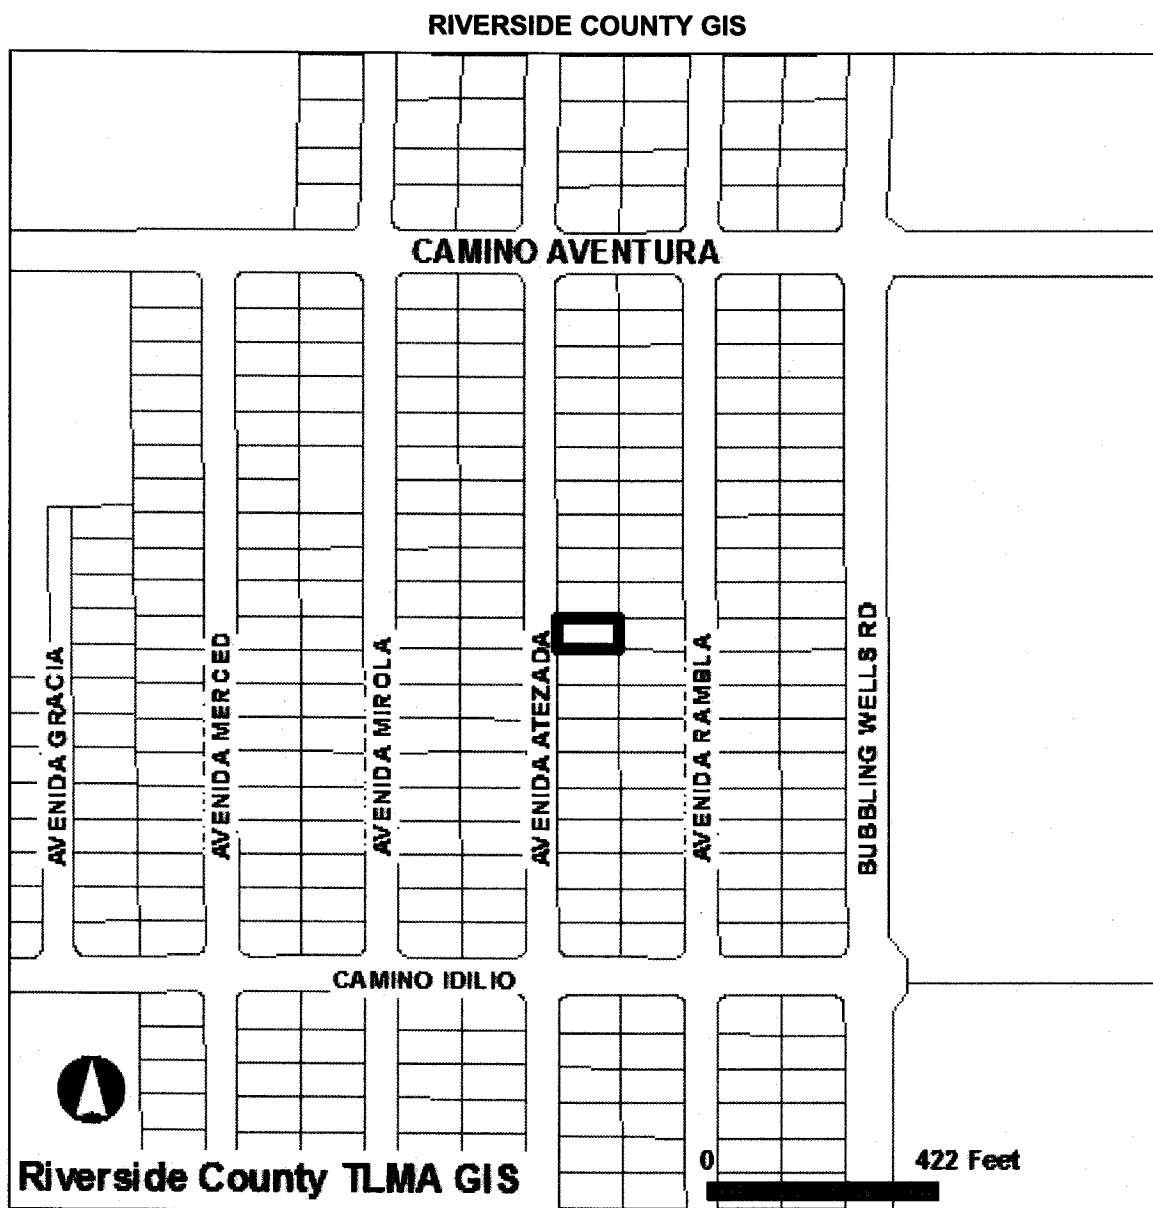 RIVERSIDE COUNTY GIS
CAMINO AVENTURA
AVENIDA GRACIA
AVENIDA MERCED
AVENIDA MIROLA
AVENIDA ATEZADA
AVENIDA RAMBLA
BUBBLING WELLS RD
CAMINO IDILIO
0 422 Feet
Riverside County TLMA GIS